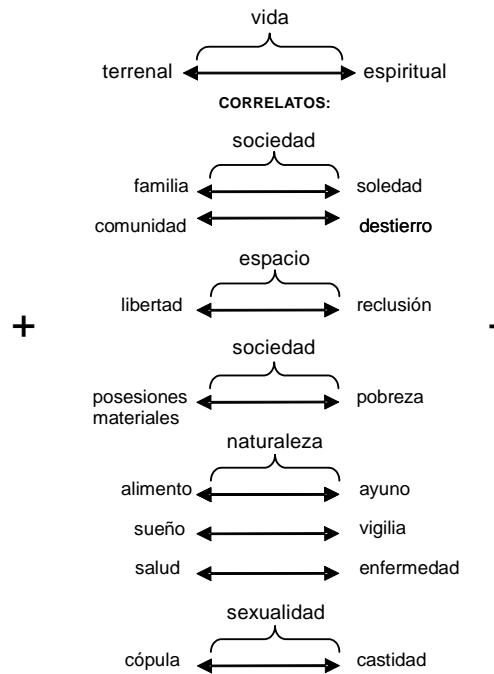 vida
terrenal espiritual
CORRELATOS:
sociedad
familia soledad
comunidad destierro
espacio
libertad reclusión
+
sociedad
posesiones
materiales pobreza
naturaleza
alimento ayuno
sueño vigilia
salud enfermedad
sexualidad
cópula castidad